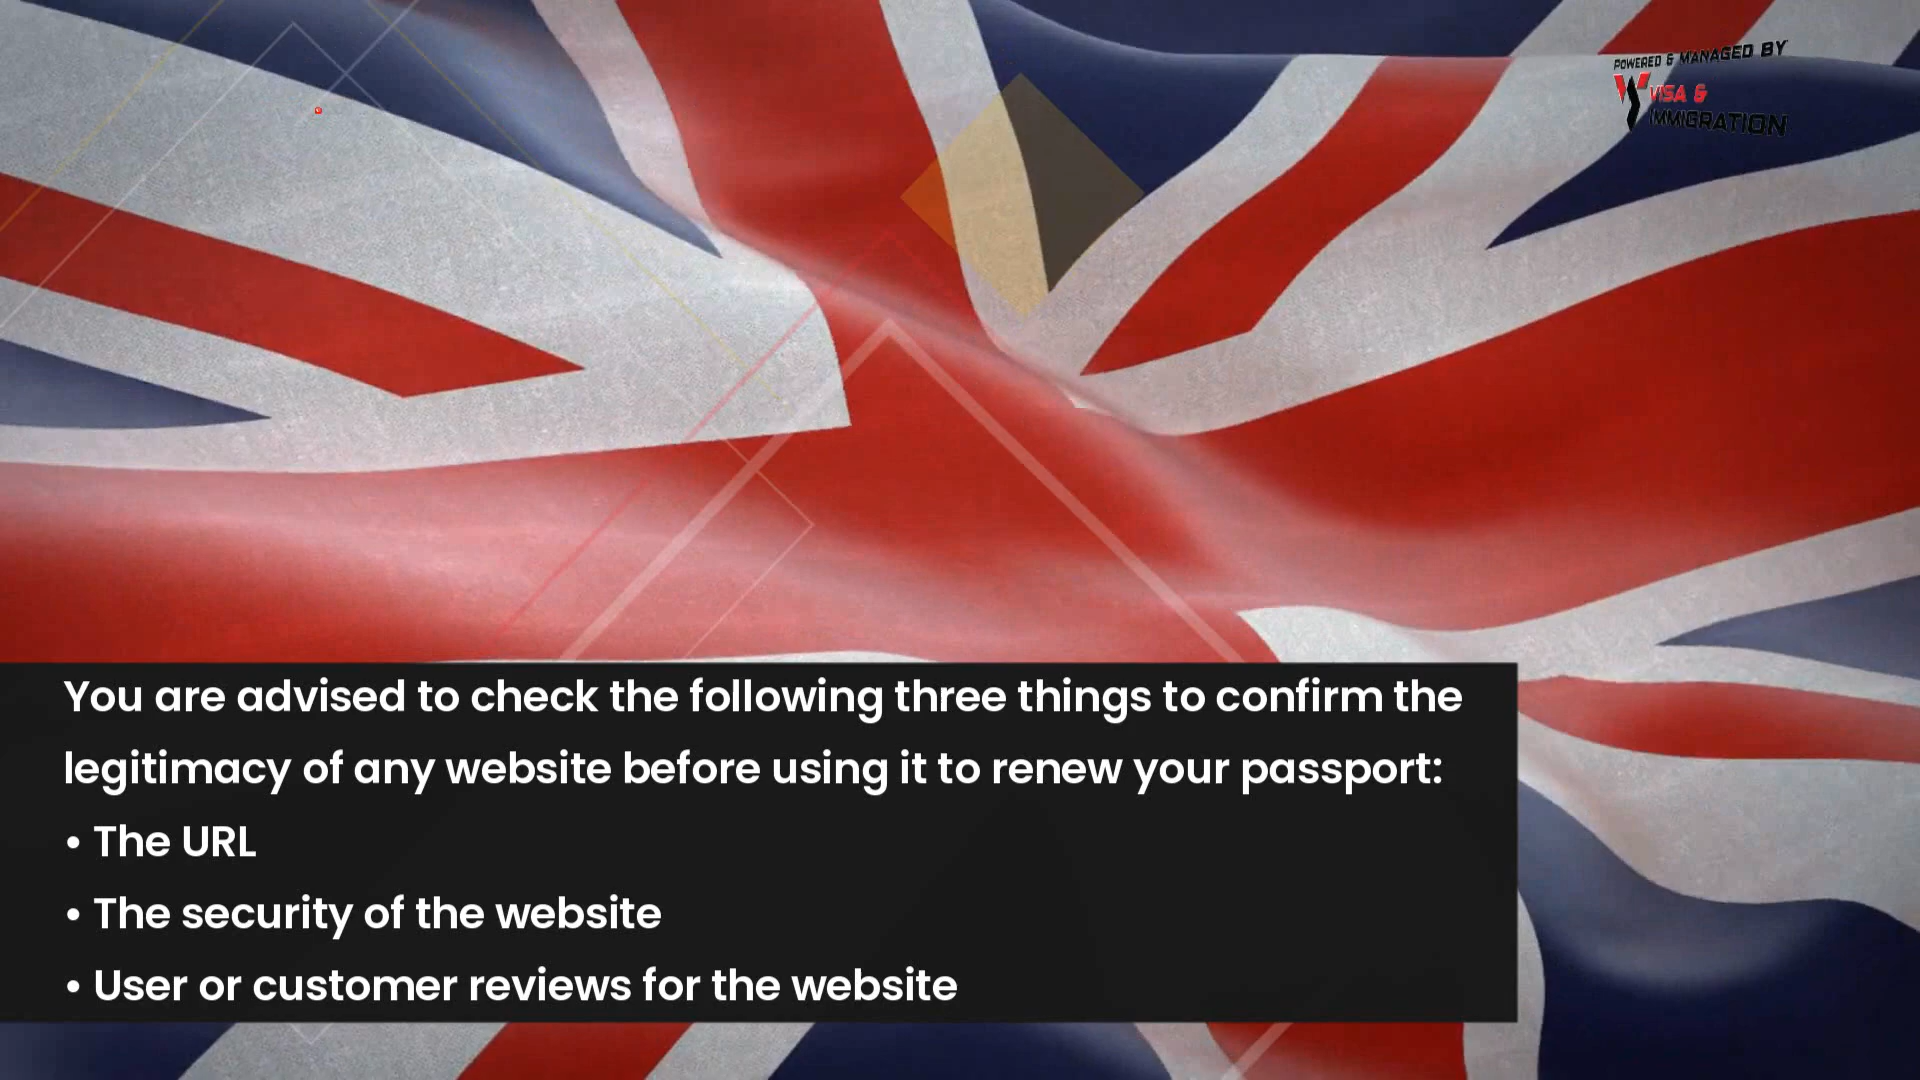 POWERED & MANAGED BY
VISA &
IMMIGRATION
You are advised to check the following three things to confirm the
legitimacy of any website before using it to renew your passport:
• The URL
• The security of the website
• User or customer reviews for the website